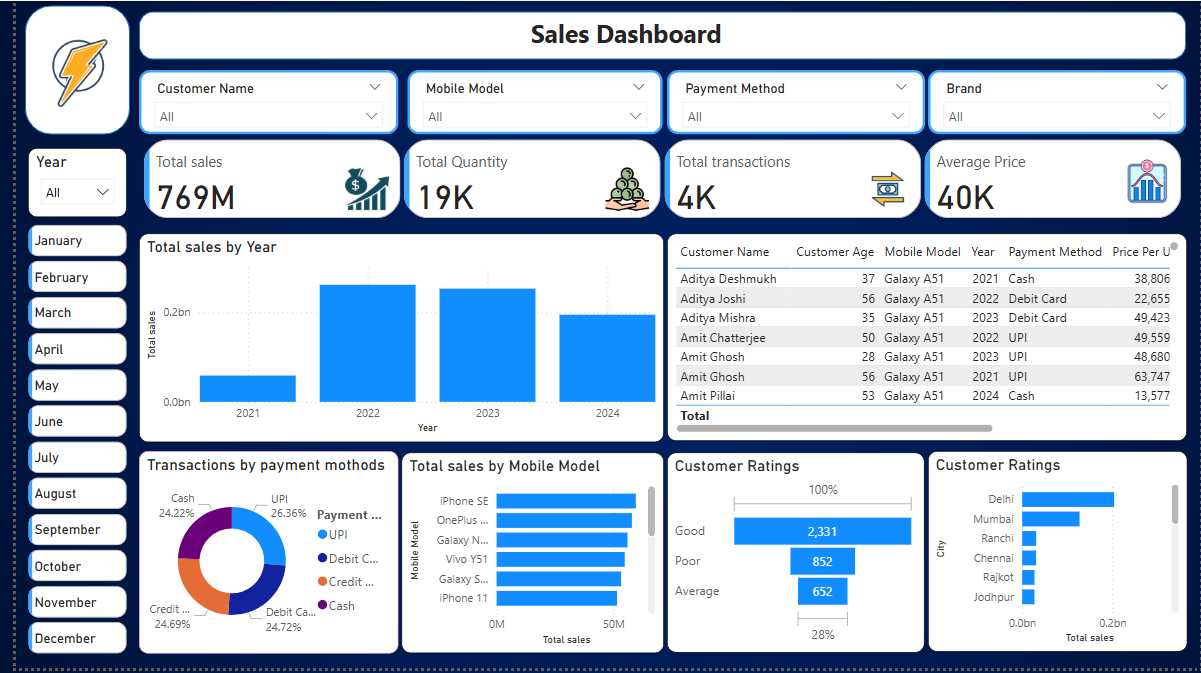 Sales Dashboard
Customer Name
All
Mobile Model
All
Payment Method
All
Brand
All
Year
All
Total sales
769M
Total Quantity
19K
Total transactions
4K
Average Price
40K
January
February
March
April
May
June
July
August
September
October
November
December
Total sales by Year
Total sales
0.2bn
0.0bn
2021 2022 2023 2024
Year
Customer Name Customer Age Mobile Model Year Payment Method Price Per U
Aditya Deshmukh 37 Galaxy A51 2021 Cash 38,806
Aditya Joshi 56 Galaxy A51 2022 Debit Card 22,655
Aditya Mishra 35 Galaxy A51 2023 Debit Card 49,423
Amit Chatterjee 50 Galaxy A51 2022 UPI 49,559
Amit Ghosh 28 Galaxy A51 2023 UPI 48,680
Amit Ghosh 56 Galaxy A51 2021 UPI 63,747
Amit Pillai 53 Galaxy A51 2024 Cash 13,577
Total
Transactions by payment mothods
Cash
24.22%
UPI
26.36%
Credit ...
24.69%
Debit Ca...
24.72%
Payment ...
UPI
Debit C...
Credit ...
Cash
Total sales by Mobile Model
Mobile Model
iPhone SE
OnePlus ...
Galaxy N...
Vivo Y51
Galaxy S...
iPhone 11
0M 50M
Total sales
Customer Ratings
100%
Good 2,331
Poor 852
Average 652
28%
Customer Ratings
City
Delhi
Mumbai
Ranchi
Chennai
Rajkot
Jodhpur
0.0bn 0.2bn
Total sales